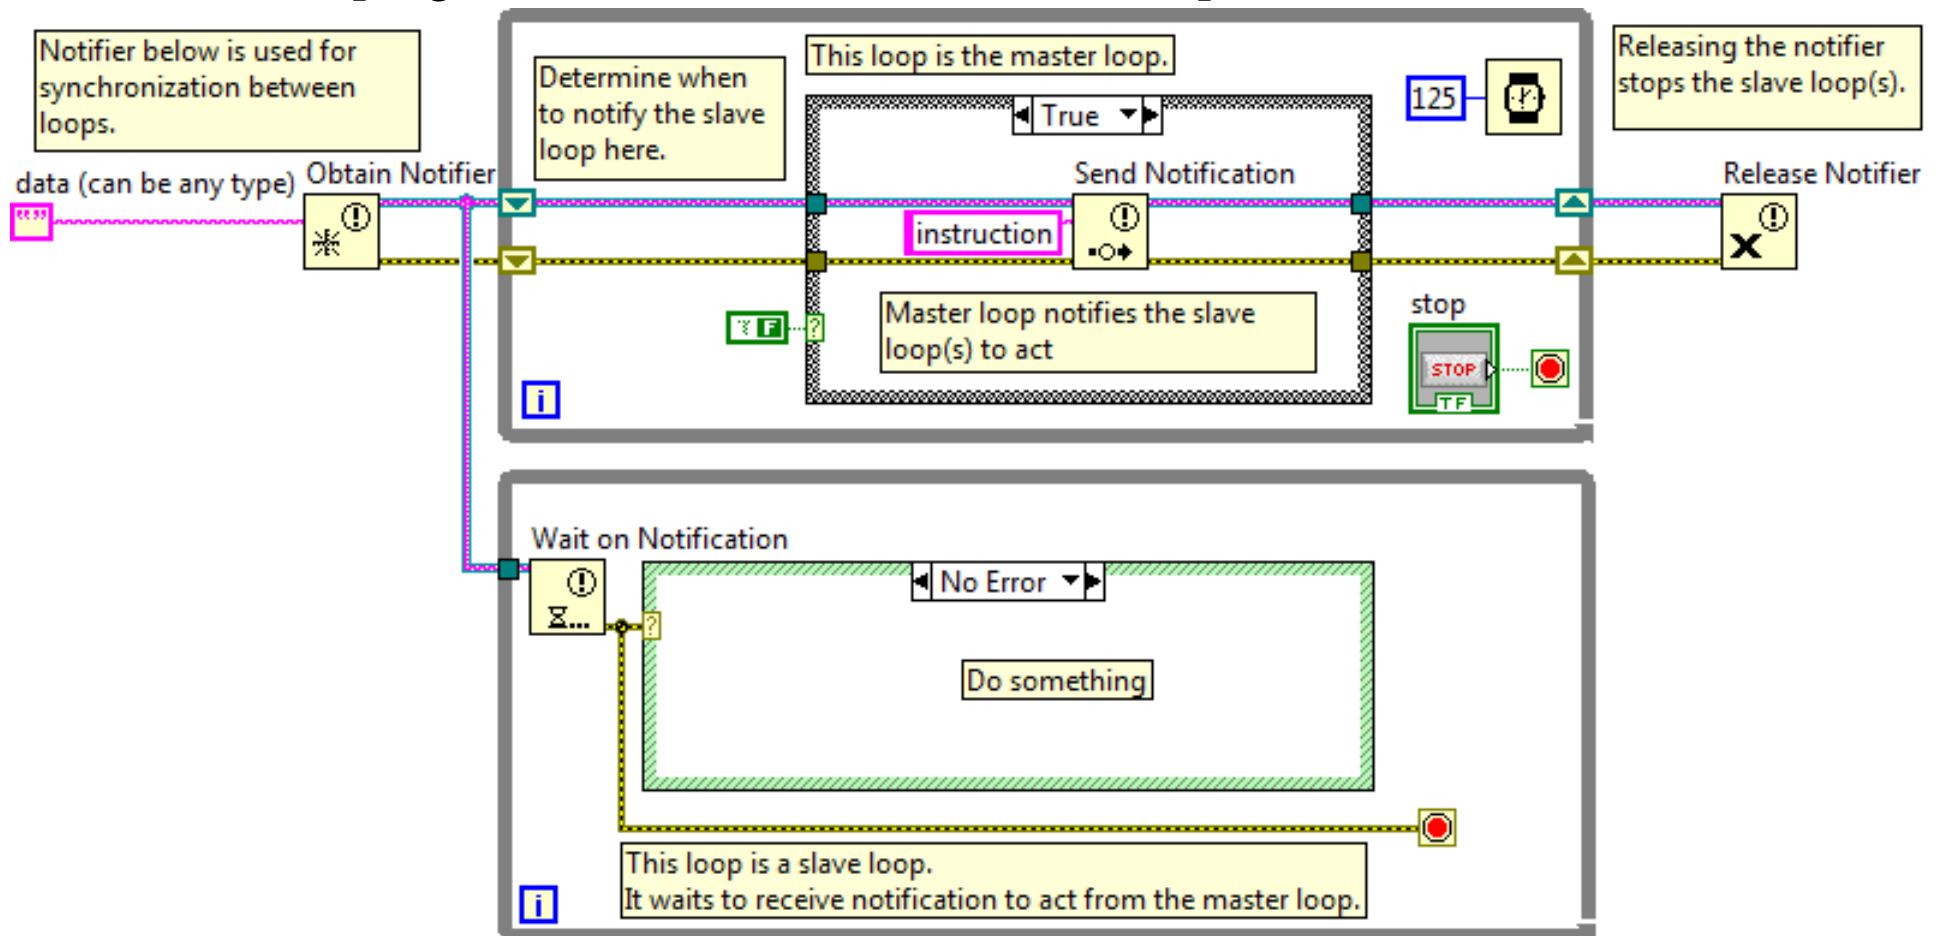 Notifier below is used for
synchronization between
loops.
Determine when
to notify the slave
loop here.
This loop is the master loop.
True
125
Releasing the notifier
stops the slave loop(s).
data (can be any type)
Obtain Notifier
Send Notification
Release Notifier
instruction
Master loop notifies the slave
loop(s) to act
F
?
stop
STOP
TF
i
Wait on Notification
No Error
?
Do something
This loop is a slave loop.
It waits to receive notification to act from the master loop.
i